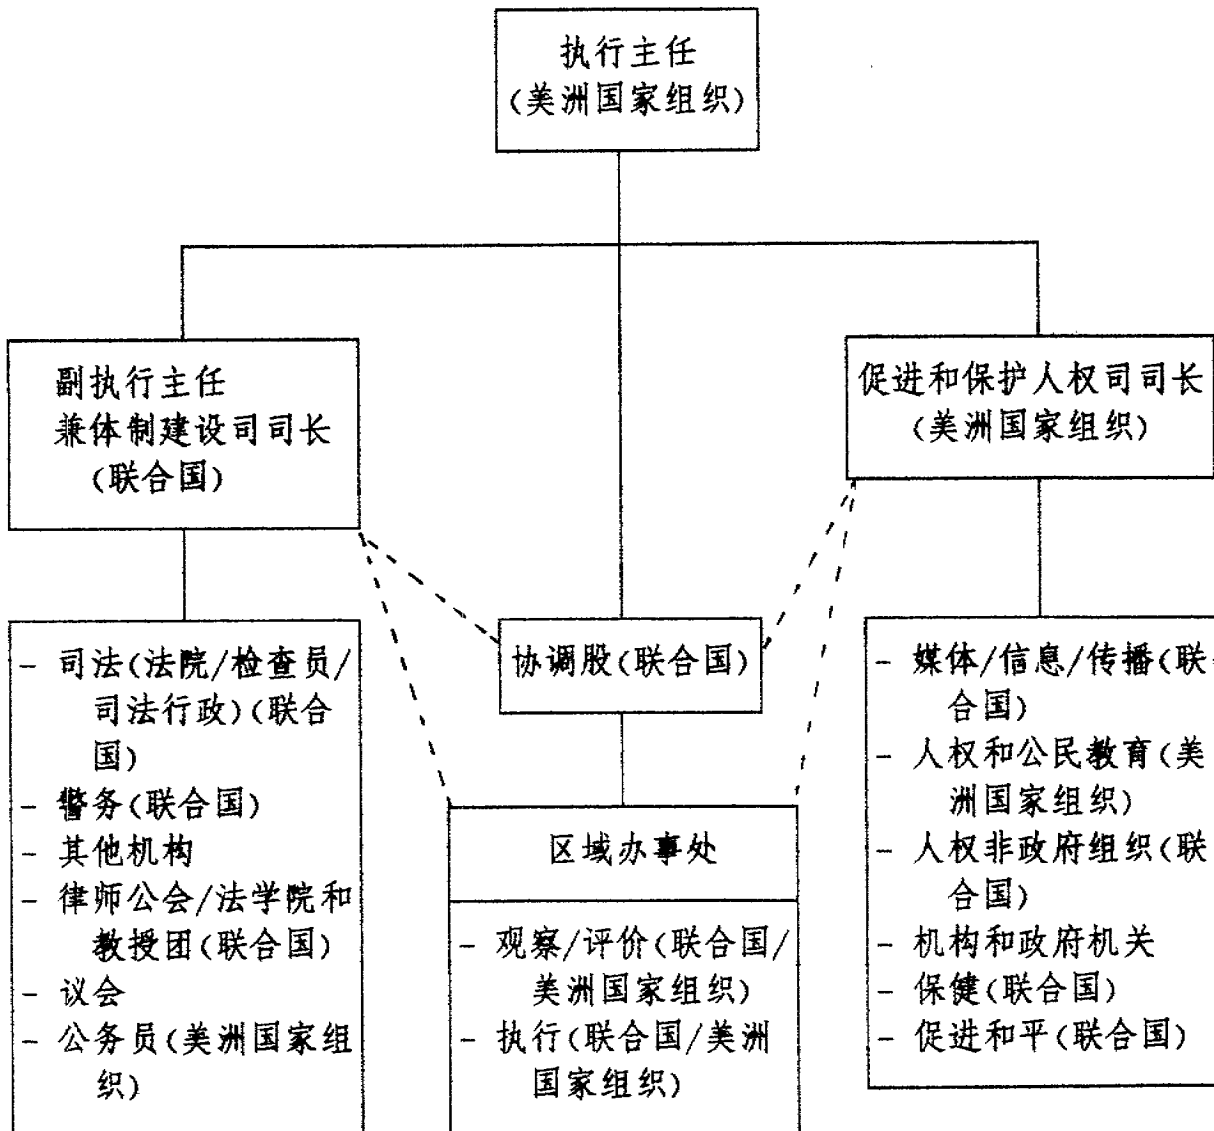 执行主任
(美洲国家组织)
副执行主任
兼体制建设司司长
(联合国)
促进和保护人权司司长
(美洲国家组织)
- 司法(法院/检查员/
司法行政)(联合
国)
- 警务(联合国)
- 其他机构
- 律师公会/法学院和
教授团(联合国)
- 议会
- 公务员(美洲国家组
织)
协调股(联合国)
区域办事处
- 观察/评价(联合国/
美洲国家组织)
- 执行(联合国/美洲
国家组织)
- 媒体/信息/传播(联
合国)
- 人权和公民教育(美
洲国家组织)
- 人权非政府组织(联
合国)
- 机构和政府机关
- 保健(联合国)
- 促进和平(联合国)